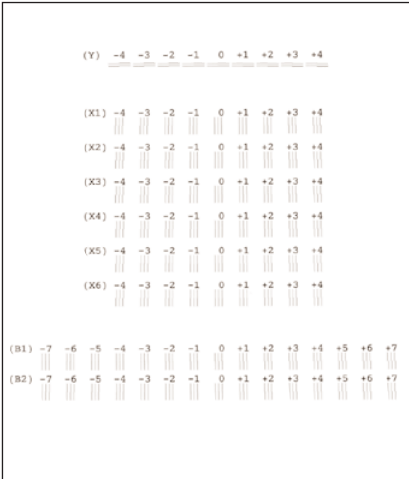 (Y) -4 -3 -2 -1 0 +1 +2 +3 +4
(X1) -4 -3 -2 -1 0 +1 +2 +3 +4
(X2) -4 -3 -2 -1 0 +1 +2 +3 +4
(X3) -4 -3 -2 -1 0 +1 +2 +3 +4
(X4) -4 -3 -2 -1 0 +1 +2 +3 +4
(X5) -4 -3 -2 -1 0 +1 +2 +3 +4
(X6) -4 -3 -2 -1 0 +1 +2 +3 +4
(B1) -7 -6 -5 -4 -3 -2 -1 0 +1 +2 +3 +4 +5 +6 +7
(B2) -7 -6 -5 -4 -3 -2 -1 0 +1 +2 +3 +4 +5 +6 +7